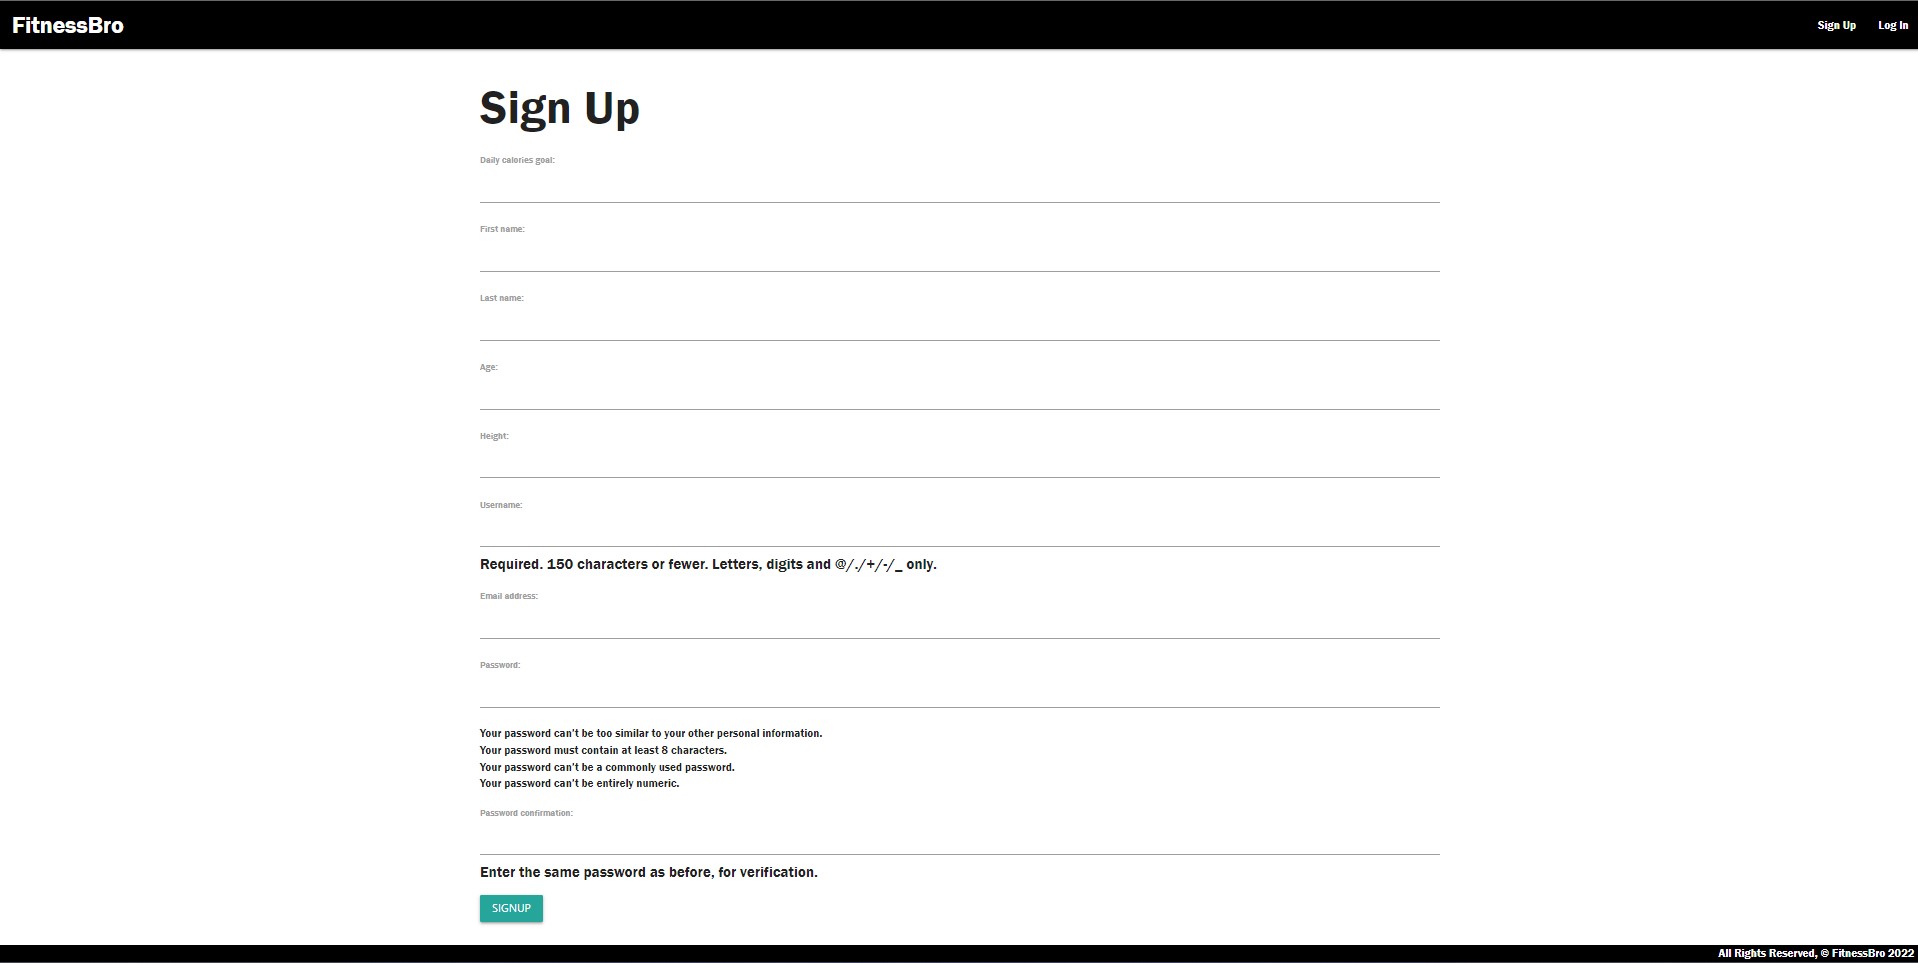 FitnessBro
Sign Up
Log In
Sign Up
Daily calories goal:
First name:
Last name:
Age:
Height:
Username:
Required. 150 characters or fewer. Letters, digits and @/./+/-/_ only.
Email address:
Password:
Your password can't be too similar to your other personal information.
Your password must contain at least 8 characters.
Your password can't be a commonly used password.
Your password can't be entirely numeric.
Password confirmation:
Enter the same password as before, for verification.
SIGNUP
All Rights Reserved, © FitnessBro 2022